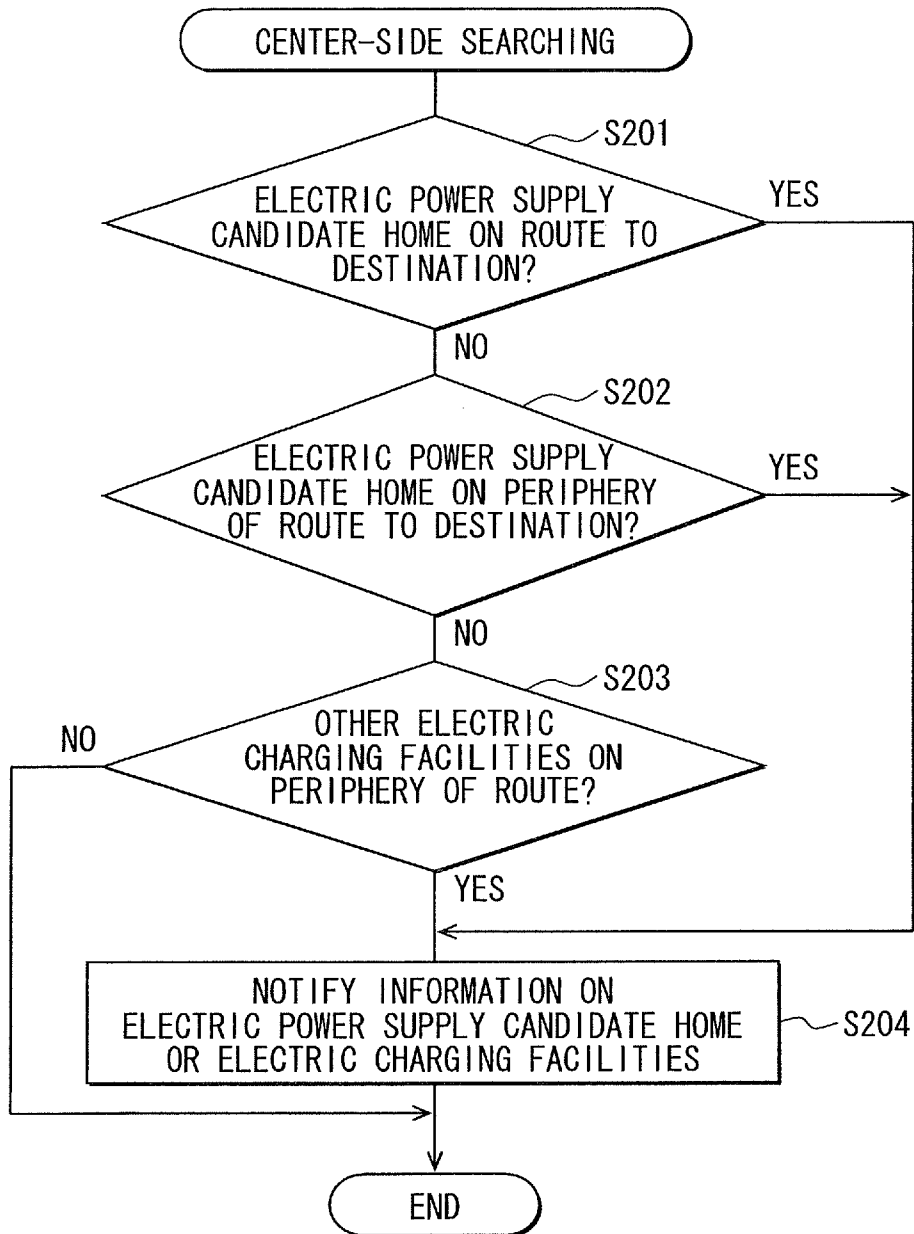 CENTER-SIDE SEARCHING
S201
ELECTRIC POWER SUPPLY
CANDIDATE HOME ON ROUTE TO
DESTINATION?
YES
NO
S202
ELECTRIC POWER SUPPLY
CANDIDATE HOME ON PERIPHERY
OF ROUTE TO DESTINATION?
YES
NO
S203
OTHER ELECTRIC
CHARGING FACILITIES ON
PERIPHERY OF ROUTE?
NO
YES
NOTIFY INFORMATION ON
ELECTRIC POWER SUPPLY CANDIDATE HOME
OR ELECTRIC CHARGING FACILITIES
S204
END